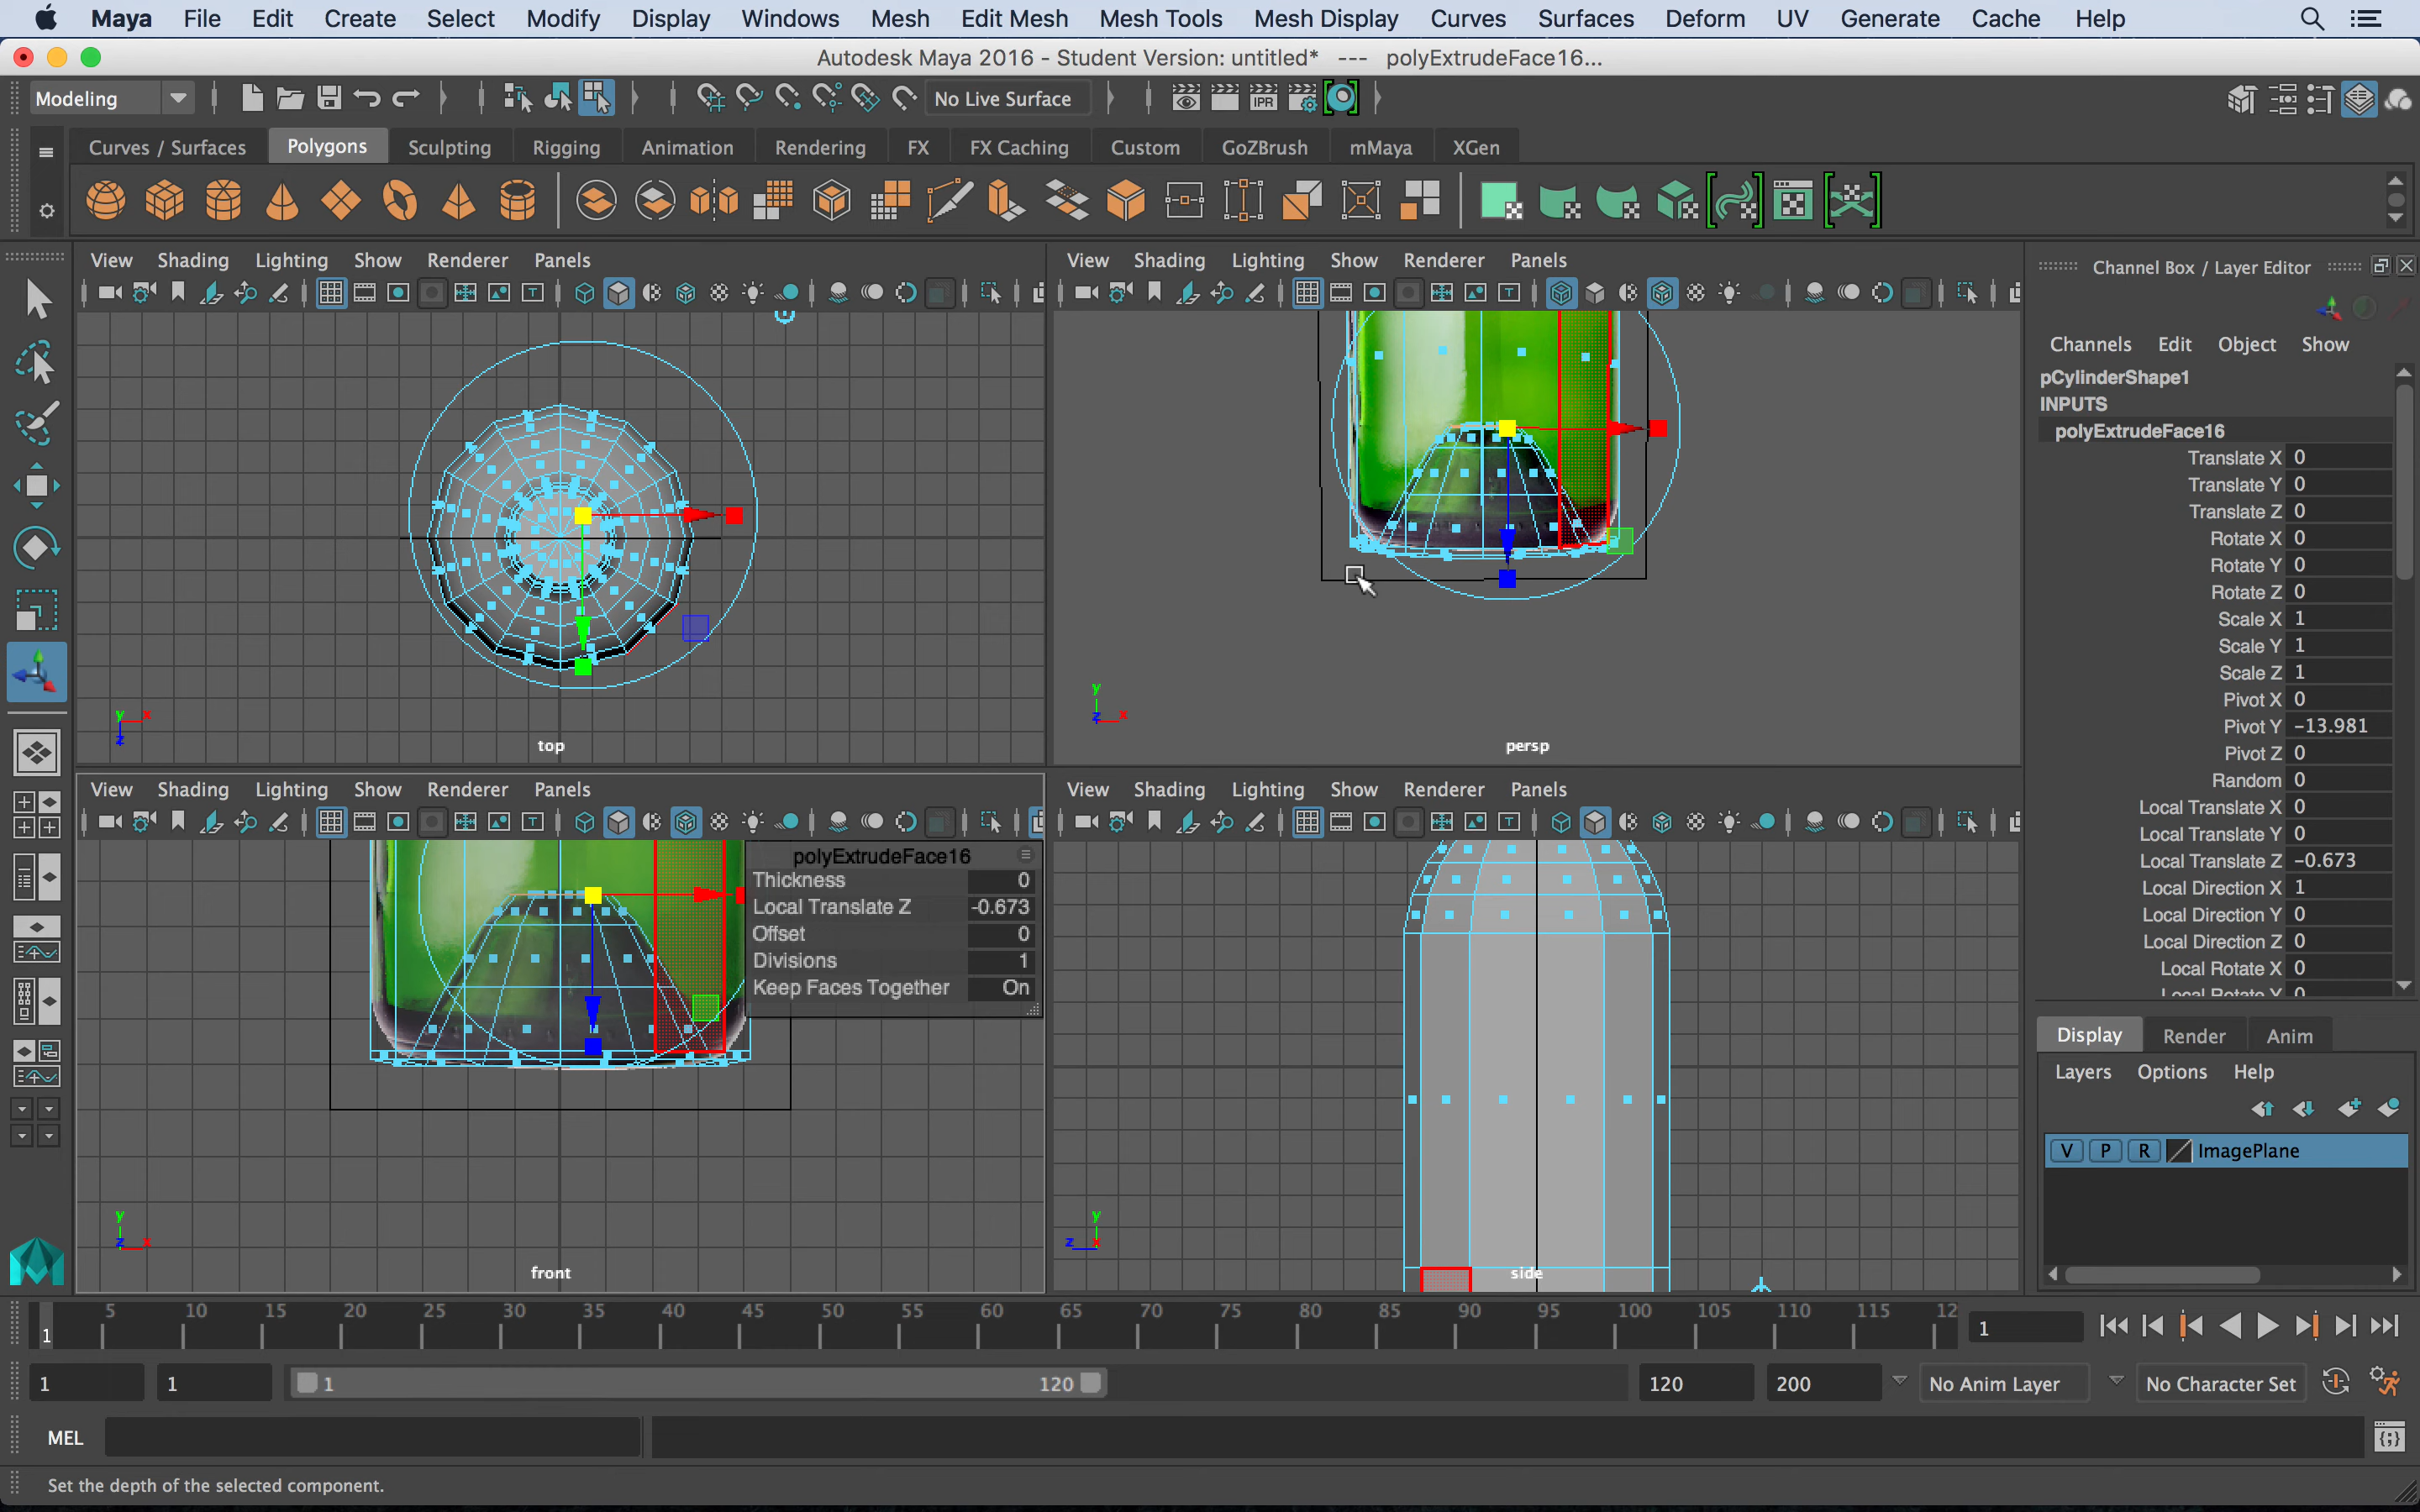 Maya File Edit Create Select Modify Display Windows Mesh Edit Mesh Mesh Tools Mesh Display Curves Surfaces Deform UV Generate Cache Help
Autodesk Maya 2016 - Student Version: untitled* --- polyExtrudeFace16...
Modeling
No Live Surface
IPR
Curves / Surfaces Polygons Sculpting Rigging Animation Rendering FX FX Caching Custom GoZBrush mMaya XGen
View Shading Lighting Show Renderer Panels
View Shading Lighting Show Renderer Panels
Channel Box / Layer Editor
Channels Edit Object Show
pCylinderShape1
INPUTS
polyExtrudeFace16
Translate X 0
Translate Y 0
Translate Z 0
Rotate X 0
Rotate Y 0
Rotate Z 0
Scale X 1
Scale Y 1
Scale Z 1
Pivot X 0
Pivot Y -13.981
Pivot Z 0
Random 0
Local Translate X 0
Local Translate Y 0
Local Translate Z -0.673
Local Direction X 1
Local Direction Y 0
Local Direction Z 0
Local Rotate X 0
Local Rotate Y 0
y x
z
top
y
z x
persp
View Shading Lighting Show Renderer Panels
View Shading Lighting Show Renderer Panels
polyExtrudeFace16
Thickness 0
Local Translate Z -0.673
Offset 0
Divisions 1
Keep Faces Together On
y
z x
front
y
z x
side
Display Render Anim
Layers Options Help
V P R ImagePlane
5 10 15 20 25 30 35 40 45 50 55 60 65 70 75 80 85 90 95 100 105 110 115 12
1
1
1 1 1 120 120 200 No Anim Layer No Character Set
MEL
Set the depth of the selected component.